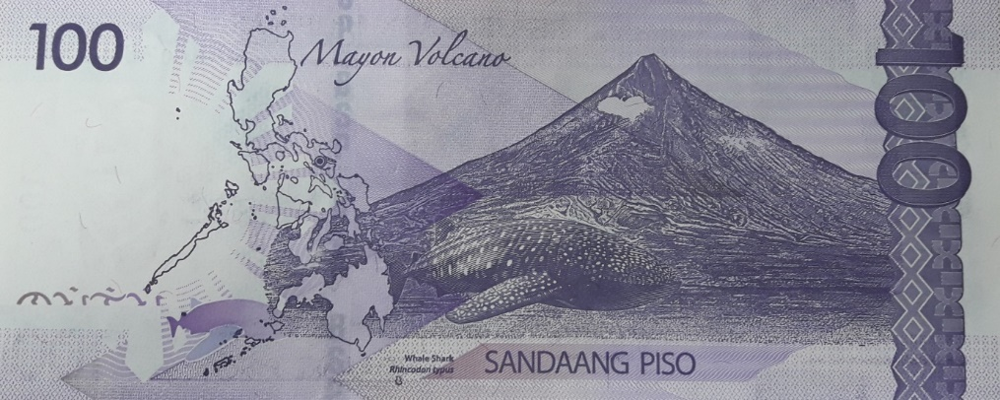 100
Mayon Volcano
100
Whale Shark
Rhincodon typus
SANDAANG PISO